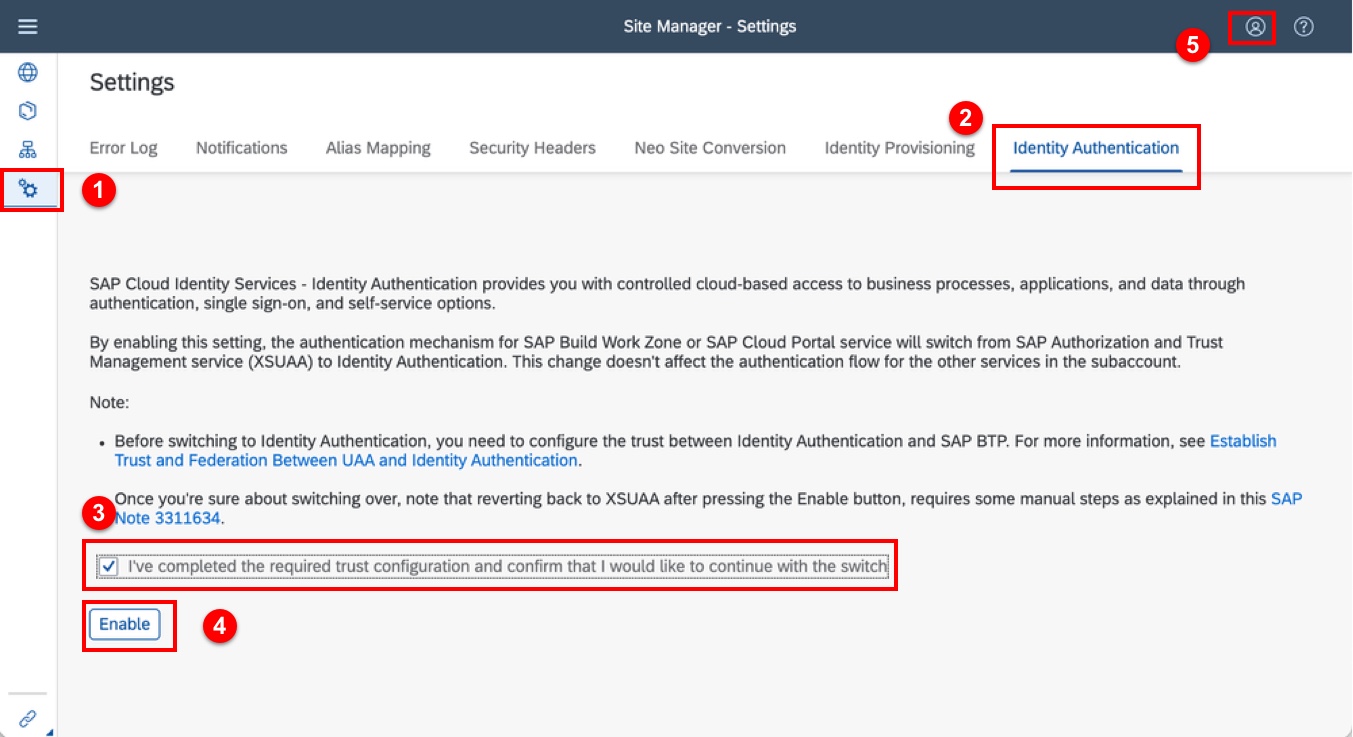 Site Manager - Settings
5
Settings
2
Error Log
Notifications
Alias Mapping
Security Headers
Neo Site Conversion
Identity Provisioning
Identity Authentication
1
SAP Cloud Identity Services - Identity Authentication provides you with controlled cloud-based access to business processes, applications, and data through
authentication, single sign-on, and self-service options.
By enabling this setting, the authentication mechanism for SAP Build Work Zone or SAP Cloud Portal service will switch from SAP Authorization and Trust
Management service (XSUAA) to Identity Authentication. This change doesn't affect the authentication flow for the other services in the subaccount.
Note:
• Before switching to Identity Authentication, you need to configure the trust between Identity Authentication and SAP BTP. For more information, see Establish
Trust and Federation Between UAA and Identity Authentication.
Once you're sure about switching over, note that reverting back to XSUAA after pressing the Enable button, requires some manual steps as explained in this SAP
Note 3311634.
3
I've completed the required trust configuration and confirm that I would like to continue with the switch
Enable
4